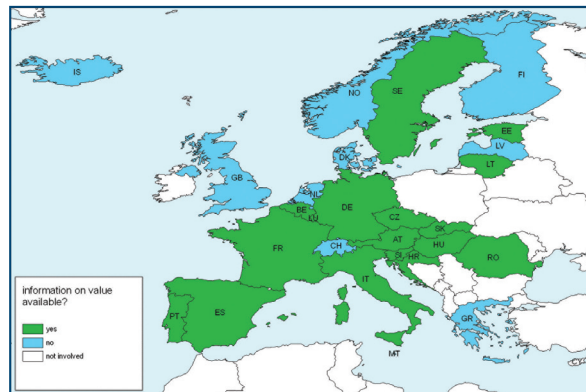 IS
NO
SE
FI
EE
LV
LT
DK
GB
NL
BE
LU
DE
CZ
SK
FR
CH
AT
HU
SI
HR
RO
IT
PT
ES
GR
MT
information on value
available?
yes
no
not involved